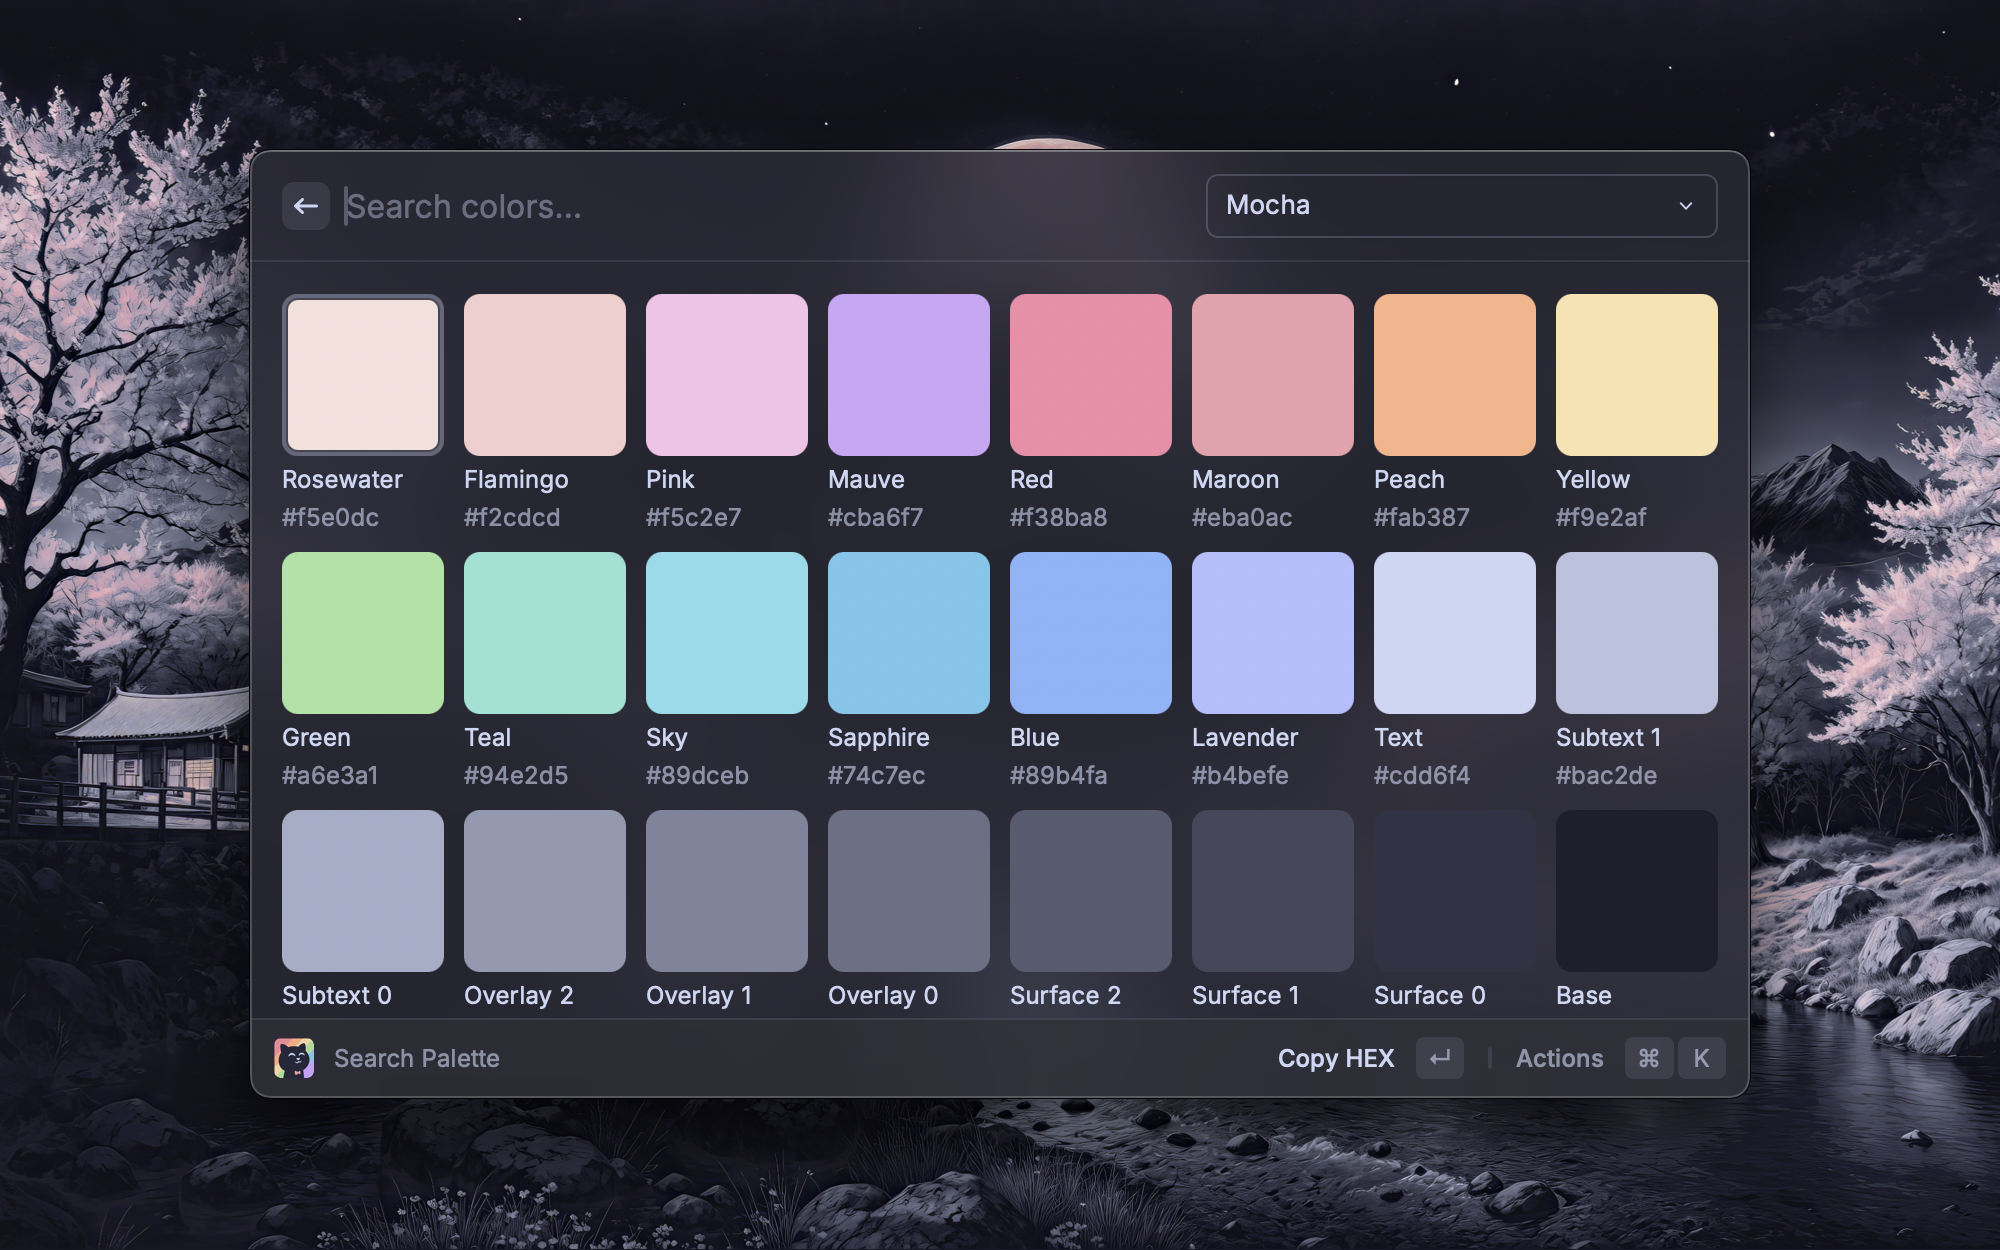 Search colors...
Mocha
Rosewater Flamingo Pink Mauve Red Maroon Peach Yellow
#f5e0dc #f2cdcd #f5c2e7 #cba6f7 #f38ba8 #eba0ac #fab387 #f9e2af
Green Teal Sky Sapphire Blue Lavender Text Subtext 1
#a6e3a1 #94e2d5 #89dceb #74c7ec #89b4fa #b4befe #cdd6f4 #bac2de
Subtext 0 Overlay 2 Overlay 1 Overlay 0 Surface 2 Surface 1 Surface 0 Base
Search Palette Copy HEX Actions ⌘ K